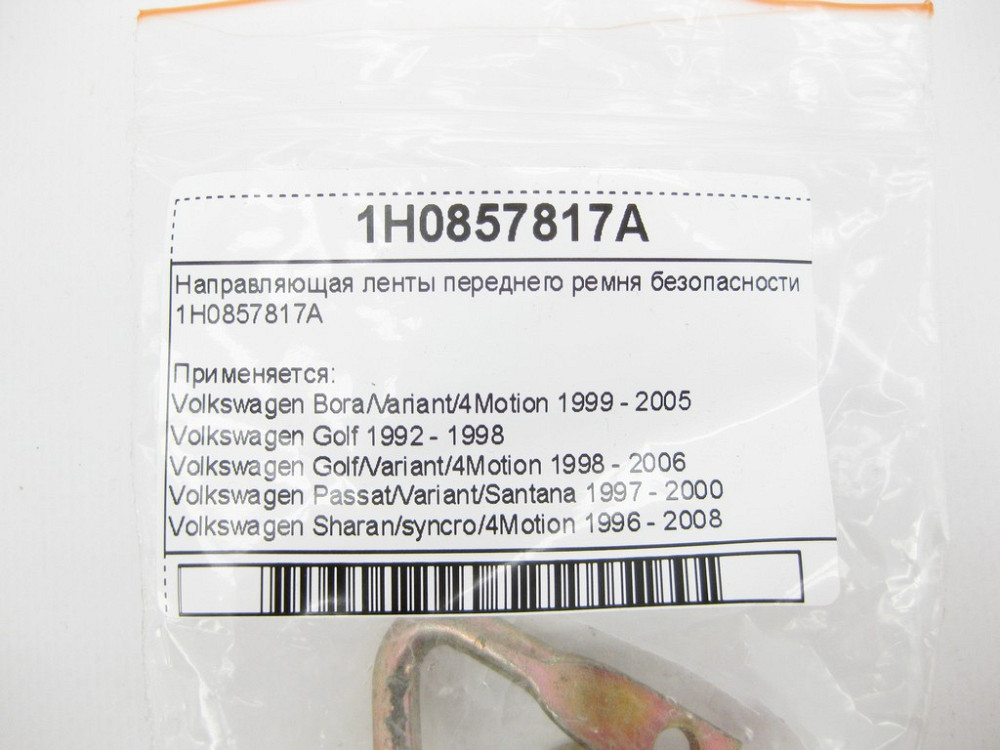 1H0857817A
Направляющая ленты переднего ремня безопасности
1H0857817A
Применяется:
Volkswagen Bora/Variant/4Motion 1999 - 2005
Volkswagen Golf 1992 - 1998
Volkswagen Golf/Variant/4Motion 1998 - 2006
Volkswagen Passat/Variant/Santana 1997 - 2000
Volkswagen Sharan/syncro/4Motion 1996 - 2008